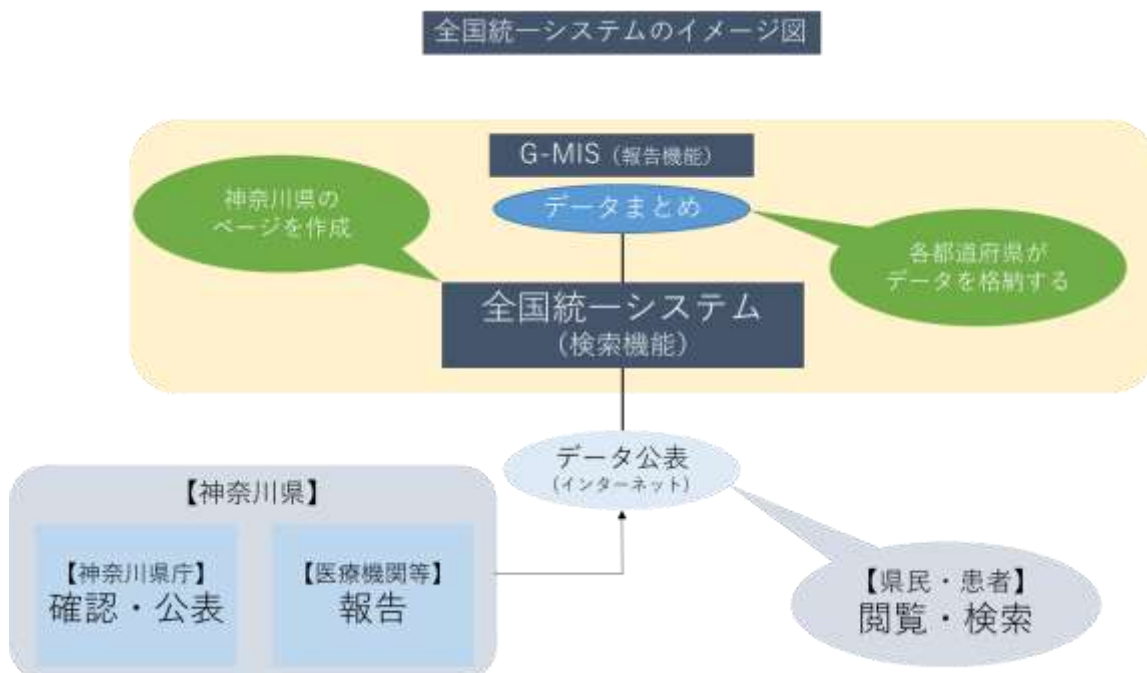 全国統一システムのイメージ図
G-MIS（報告機能）
データまとめ
神奈川県の
ページを作成
各都道府県が
データを格納する
全国統一システム
（検索機能）
データ公表
（インターネット）
【神奈川県】
【神奈川県庁】
確認・公表
【医療機関等】
報告
【県民・患者】
閲覧・検索